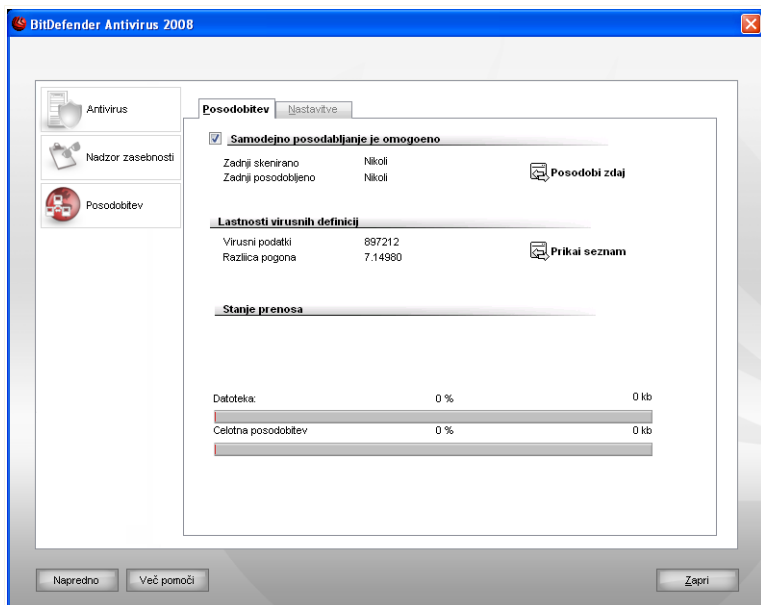 BitDefender Antivirus 2008
Antivirus
Nadzor zasebnosti
Posodobitev
Posodobitev
Nastavitve
Samodejno posodabljanje je omogoeno
Zadnji skenirano Nikoli
Zadnji posodobljeno Nikoli
Posodobi zdaj
Lastnosti virusnih definicij
Virusni podatki 897212
Razliica pogona 7.14980
Prikai seznam
Stanje prenosa
Datoteka: 0 % 0 kb
Celotna posodobitev 0 % 0 kb
Napredno
Več pomoči
Zapri